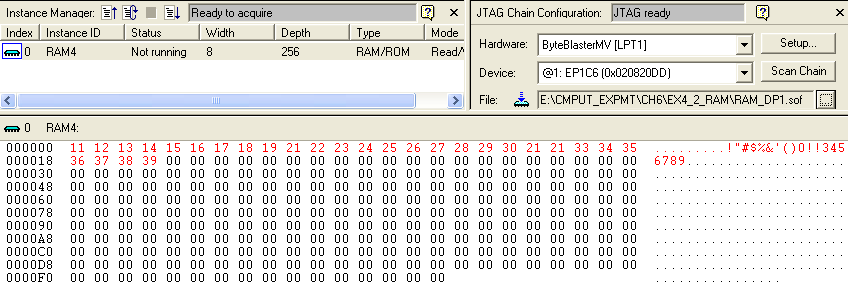 Instance Manager: Ready to acquire
Index Instance ID Status Width Depth Type Mode
0 RAM4 Not running 8 256 RAM/ROM Read/W
JTAG Chain Configuration: JTAG ready
Hardware: ByteBlasterMV [LPT1] Setup...
Device: @1: EP1C6 (0x020820DD) Scan Chain
File: E:\CMPUT_EXPMT\CH6\EX4_2_RAM\RAM_DP1.sof ...
0 RAM4:
000000 11 12 13 14 15 16 17 18 19 21 22 23 24 25 26 27 28 29 30 21 21 33 34 35 .........!"#$%&'()0!!345
000018 36 37 38 39 00 00 00 00 00 00 00 00 00 00 00 00 00 00 00 00 00 00 00 00 6789....................
000030 00 00 00 00 00 00 00 00 00 00 00 00 00 00 00 00 00 00 00 00 00 00 00 00 ........................
000048 00 00 00 00 00 00 00 00 00 00 00 00 00 00 00 00 00 00 00 00 00 00 00 00 ........................
000060 00 00 00 00 00 00 00 00 00 00 00 00 00 00 00 00 00 00 00 00 00 00 00 00 ........................
000078 00 00 00 00 00 00 00 00 00 00 00 00 00 00 00 00 00 00 00 00 00 00 00 00 ........................
000090 00 00 00 00 00 00 00 00 00 00 00 00 00 00 00 00 00 00 00 00 00 00 00 00 ........................
0000A8 00 00 00 00 00 00 00 00 00 00 00 00 00 00 00 00 00 00 00 00 00 00 00 00 ........................
0000C0 00 00 00 00 00 00 00 00 00 00 00 00 00 00 00 00 00 00 00 00 00 00 00 00 ........................
0000D8 00 00 00 00 00 00 00 00 00 00 00 00 00 00 00 00 00 00 00 00 00 00 00 00 ........................
0000F0 00 00 00 00 00 00 00 00 00 00 00 00 00 00 00 00 ................